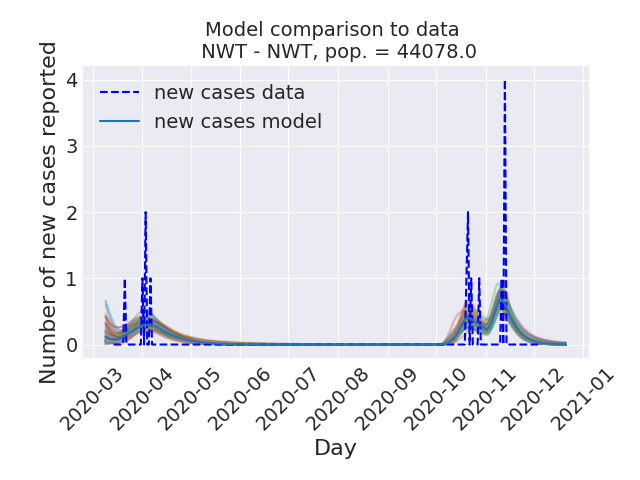 Model comparison to data
NWT - NWT, pop. = 44078.0
Number of new cases reported
4
3
2
1
0
new cases data
new cases model
2020-03
2020-04
2020-05
2020-06
2020-07
2020-08
2020-09
2020-10
2020-11
2020-12
2021-01
Day